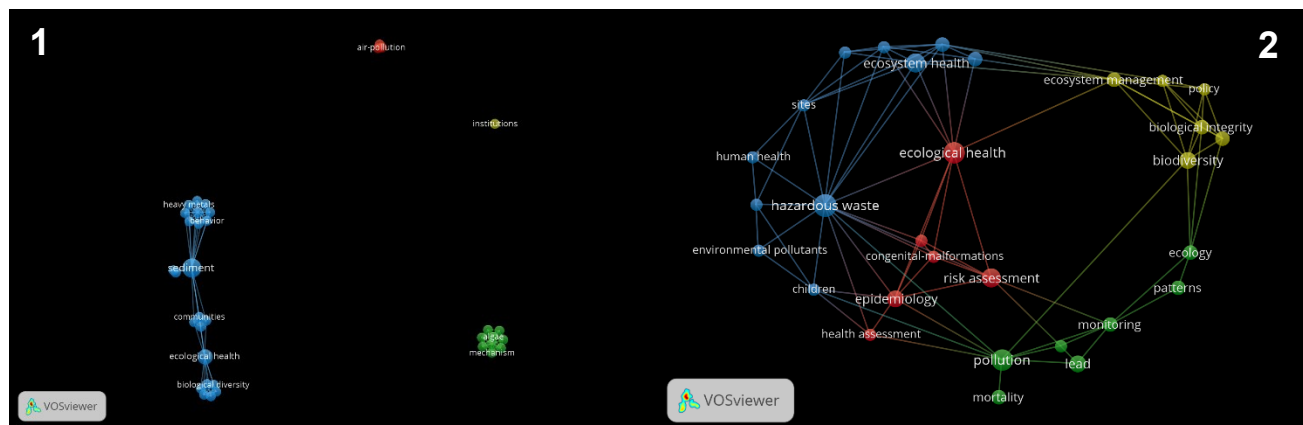 1
air-pollution
institutions
heavy metals
behavior
sediment
communities
ecological health
biological diversity
algae
mechanism
VOSviewer
2
ecosystem health
ecosystem management
policy
sites
biological integrity
human health
ecological health
biodiversity
hazardous waste
environmental pollutants
congenital-malformations
ecology
risk assessment
children
epidemiology
patterns
health assessment
monitoring
pollution
lead
mortality
VOSviewer